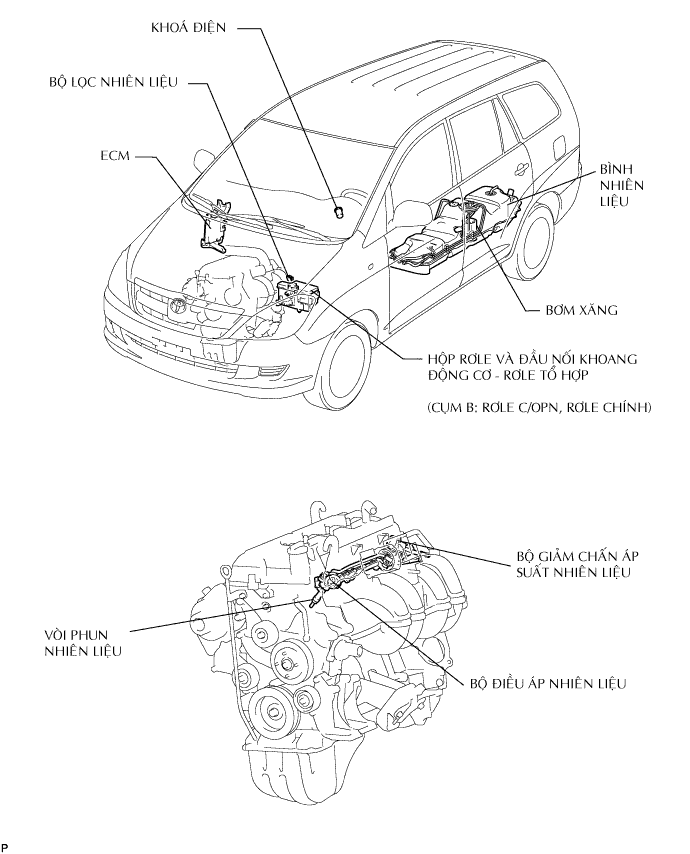 KHOÁ ĐIỆN
BỘ LỌC NHIÊN LIỆU
ECM
BÌNH
NHIÊN
LIỆU
BƠM XĂNG
HỘP RƠLE VÀ ĐẦU NỐI KHOANG
ĐỘNG CƠ - RƠLE TỔ HỢP
(CỤM B: RƠLE C/OPN, RƠLE CHÍNH)
BỘ GIẢM CHẤN ÁP
SUẤT NHIÊN LIỆU
VÒI PHUN
NHIÊN LIỆU
BỘ ĐIỀU ÁP NHIÊN LIỆU
P